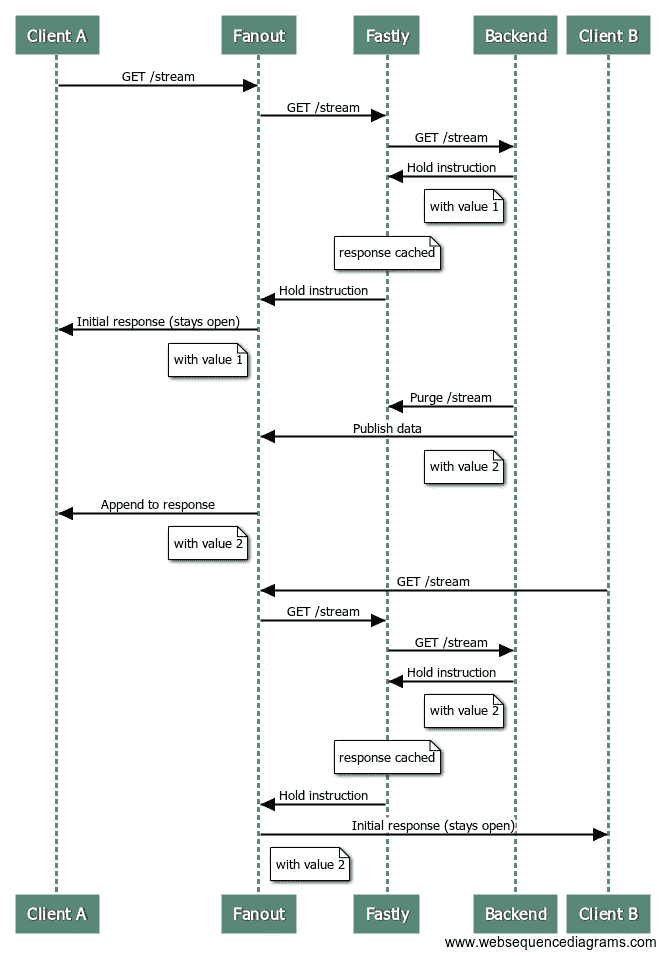 Client A
Fanout
Fastly
Backend
Client B
GET /stream
GET /stream
GET /stream
Hold instruction
with value 1
response cached
Hold instruction
Initial response (stays open)
with value 1
Purge /stream
Publish data
with value 2
Append to response
with value 2
GET /stream
GET /stream
GET /stream
Hold instruction
with value 2
response cached
Hold instruction
Initial response (stays open)
with value 2
Client A
Fanout
Fastly
Backend
Client B
www.websequencediagrams.com